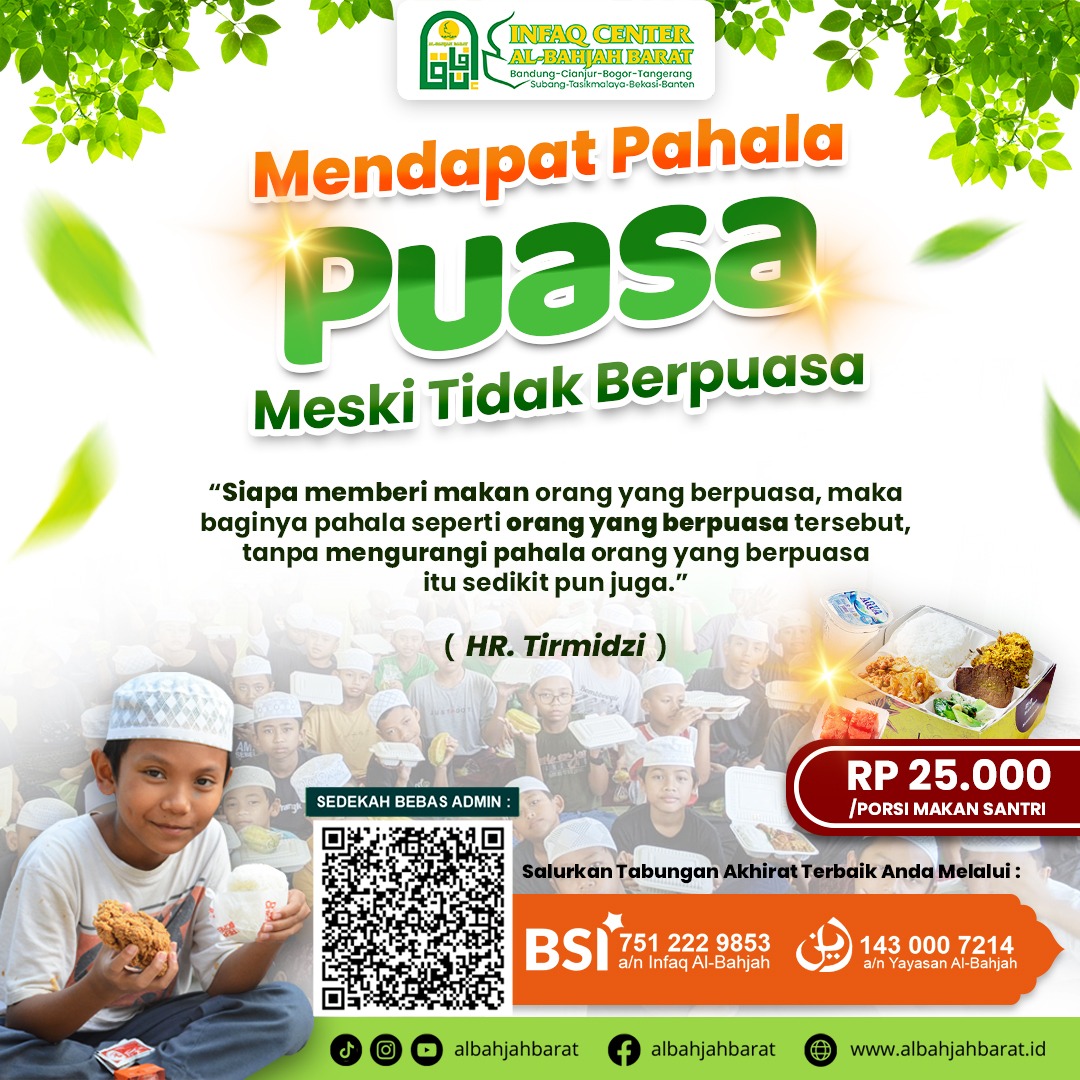 INFAQ CENTER
AL-BAHJAH BARAT
Bandung-Cianjur-Bogor-Tangerang
Subang-Tasikmalaya-Bekasi-Banten
AL-BAHJAH BARAT
Mendapat Pahala
Puasa
Meski Tidak Berpuasa
“Siapa memberi makan orang yang berpuasa, maka
baginya pahala seperti orang yang berpuasa tersebut,
tanpa mengurangi pahala orang yang berpuasa
itu sedikit pun juga.”
( HR. Tirmidzi )
AQUA
RP 25.000
/PORSI MAKAN SANTRI
SEDEKAH BEBAS ADMIN :
Salurkan Tabungan Akhirat Terbaik Anda Melalui :
BSI 751 222 9853
a/n Infaq Al-Bahjah
143 000 7214
a/n Yayasan Al-Bahjah
albahjahbarat
albahjahbarat
www.albahjahbarat.id